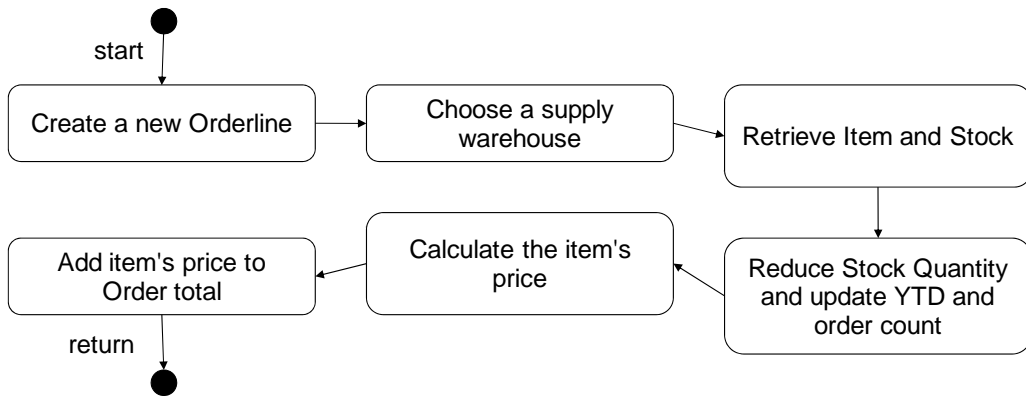 start
Create a new Orderline
Choose a supply
warehouse
Retrieve Item and Stock
Reduce Stock Quantity
and update YTD and
order count
Calculate the item's
price
Add item's price to
Order total
return